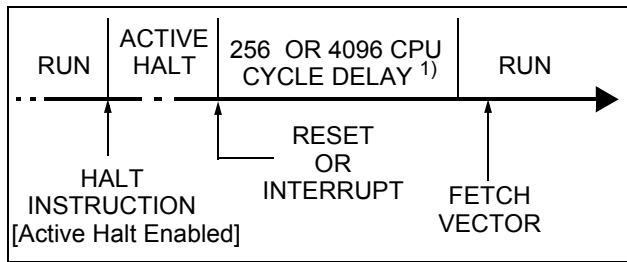 RUN
ACTIVE
HALT
256 OR 4096 CPU
CYCLE DELAY 1)
RUN
RESET
OR
INTERRUPT
HALT
INSTRUCTION
[Active Halt Enabled]
FETCH
VECTOR